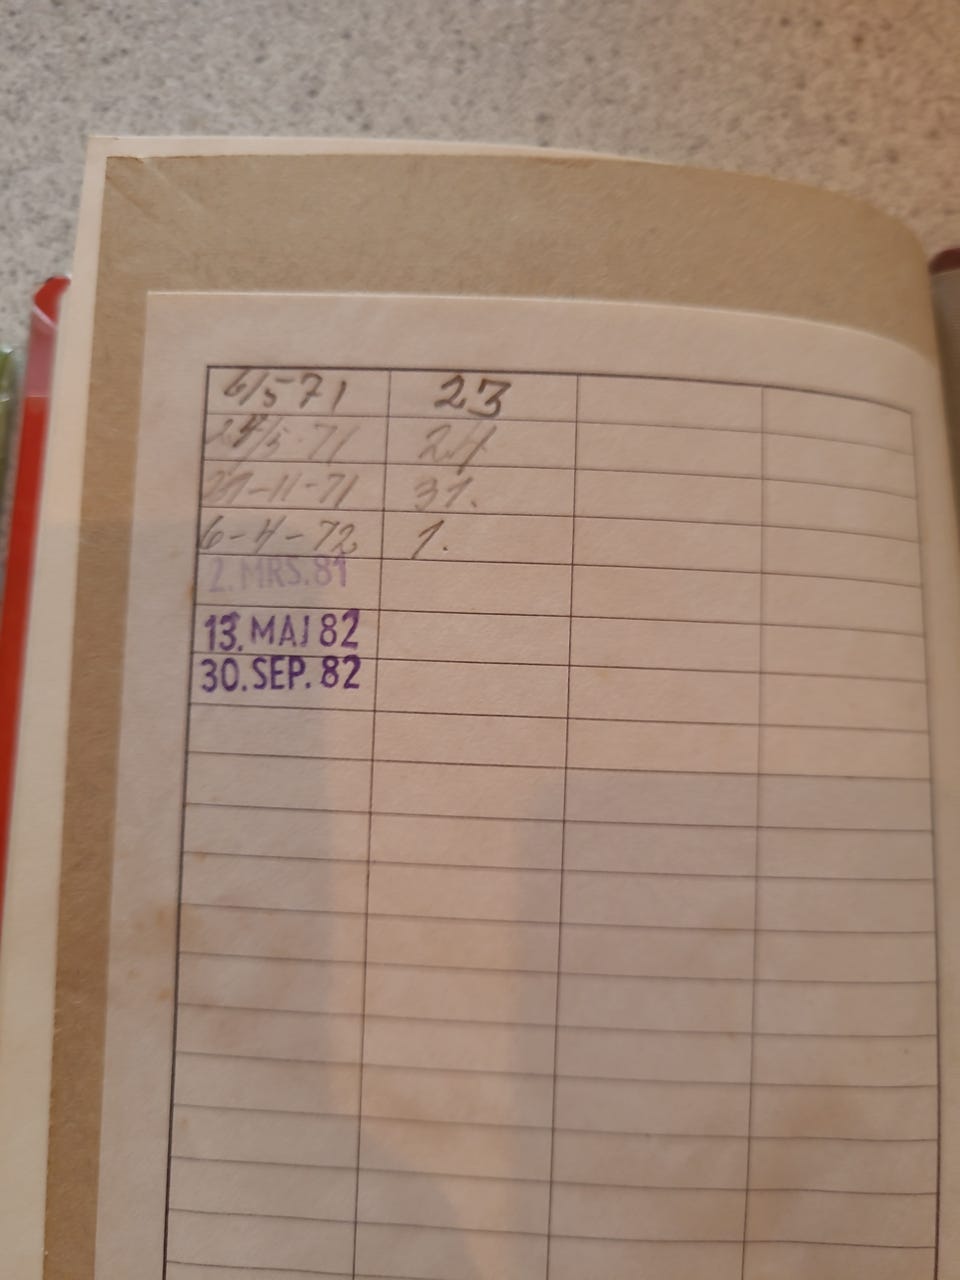 6/5 71 23
24/5-71 24
27-11-71 31.
6-4-72 1.
2. MRS. 81
13. MAJ 82
30. SEP. 82